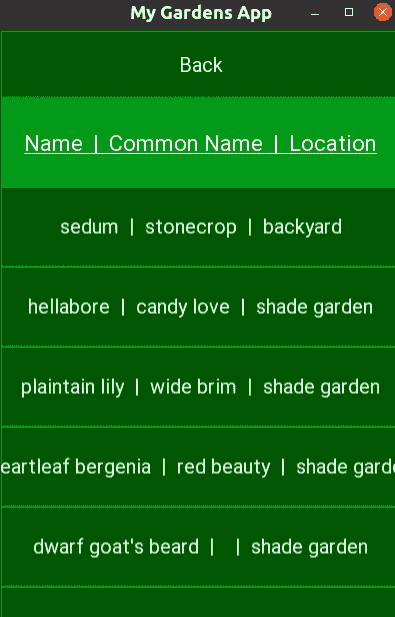 My Gardens App
Back
Name | Common Name | Location
sedum | stonecrop | backyard
hellabore | candy love | shade garden
plaintain lily | wide brim | shade garden
eartleaf bergenia | red beauty | shade garde
dwarf goat's beard | | shade garden